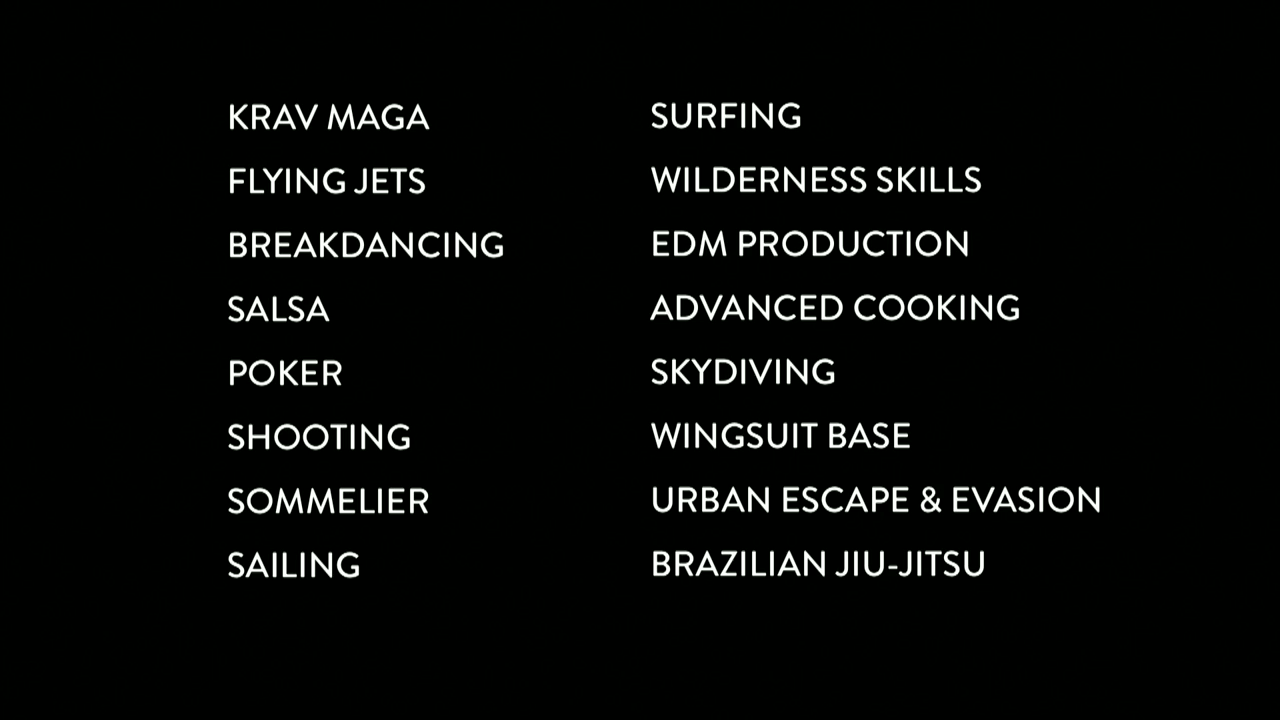 KRAV MAGA
FLYING JETS
BREAKDANCING
SALSA
POKER
SHOOTING
SOMMELIER
SAILING
SURFING
WILDERNESS SKILLS
EDM PRODUCTION
ADVANCED COOKING
SKYDIVING
WINGSUIT BASE
URBAN ESCAPE & EVASION
BRAZILIAN JIU-JITSU